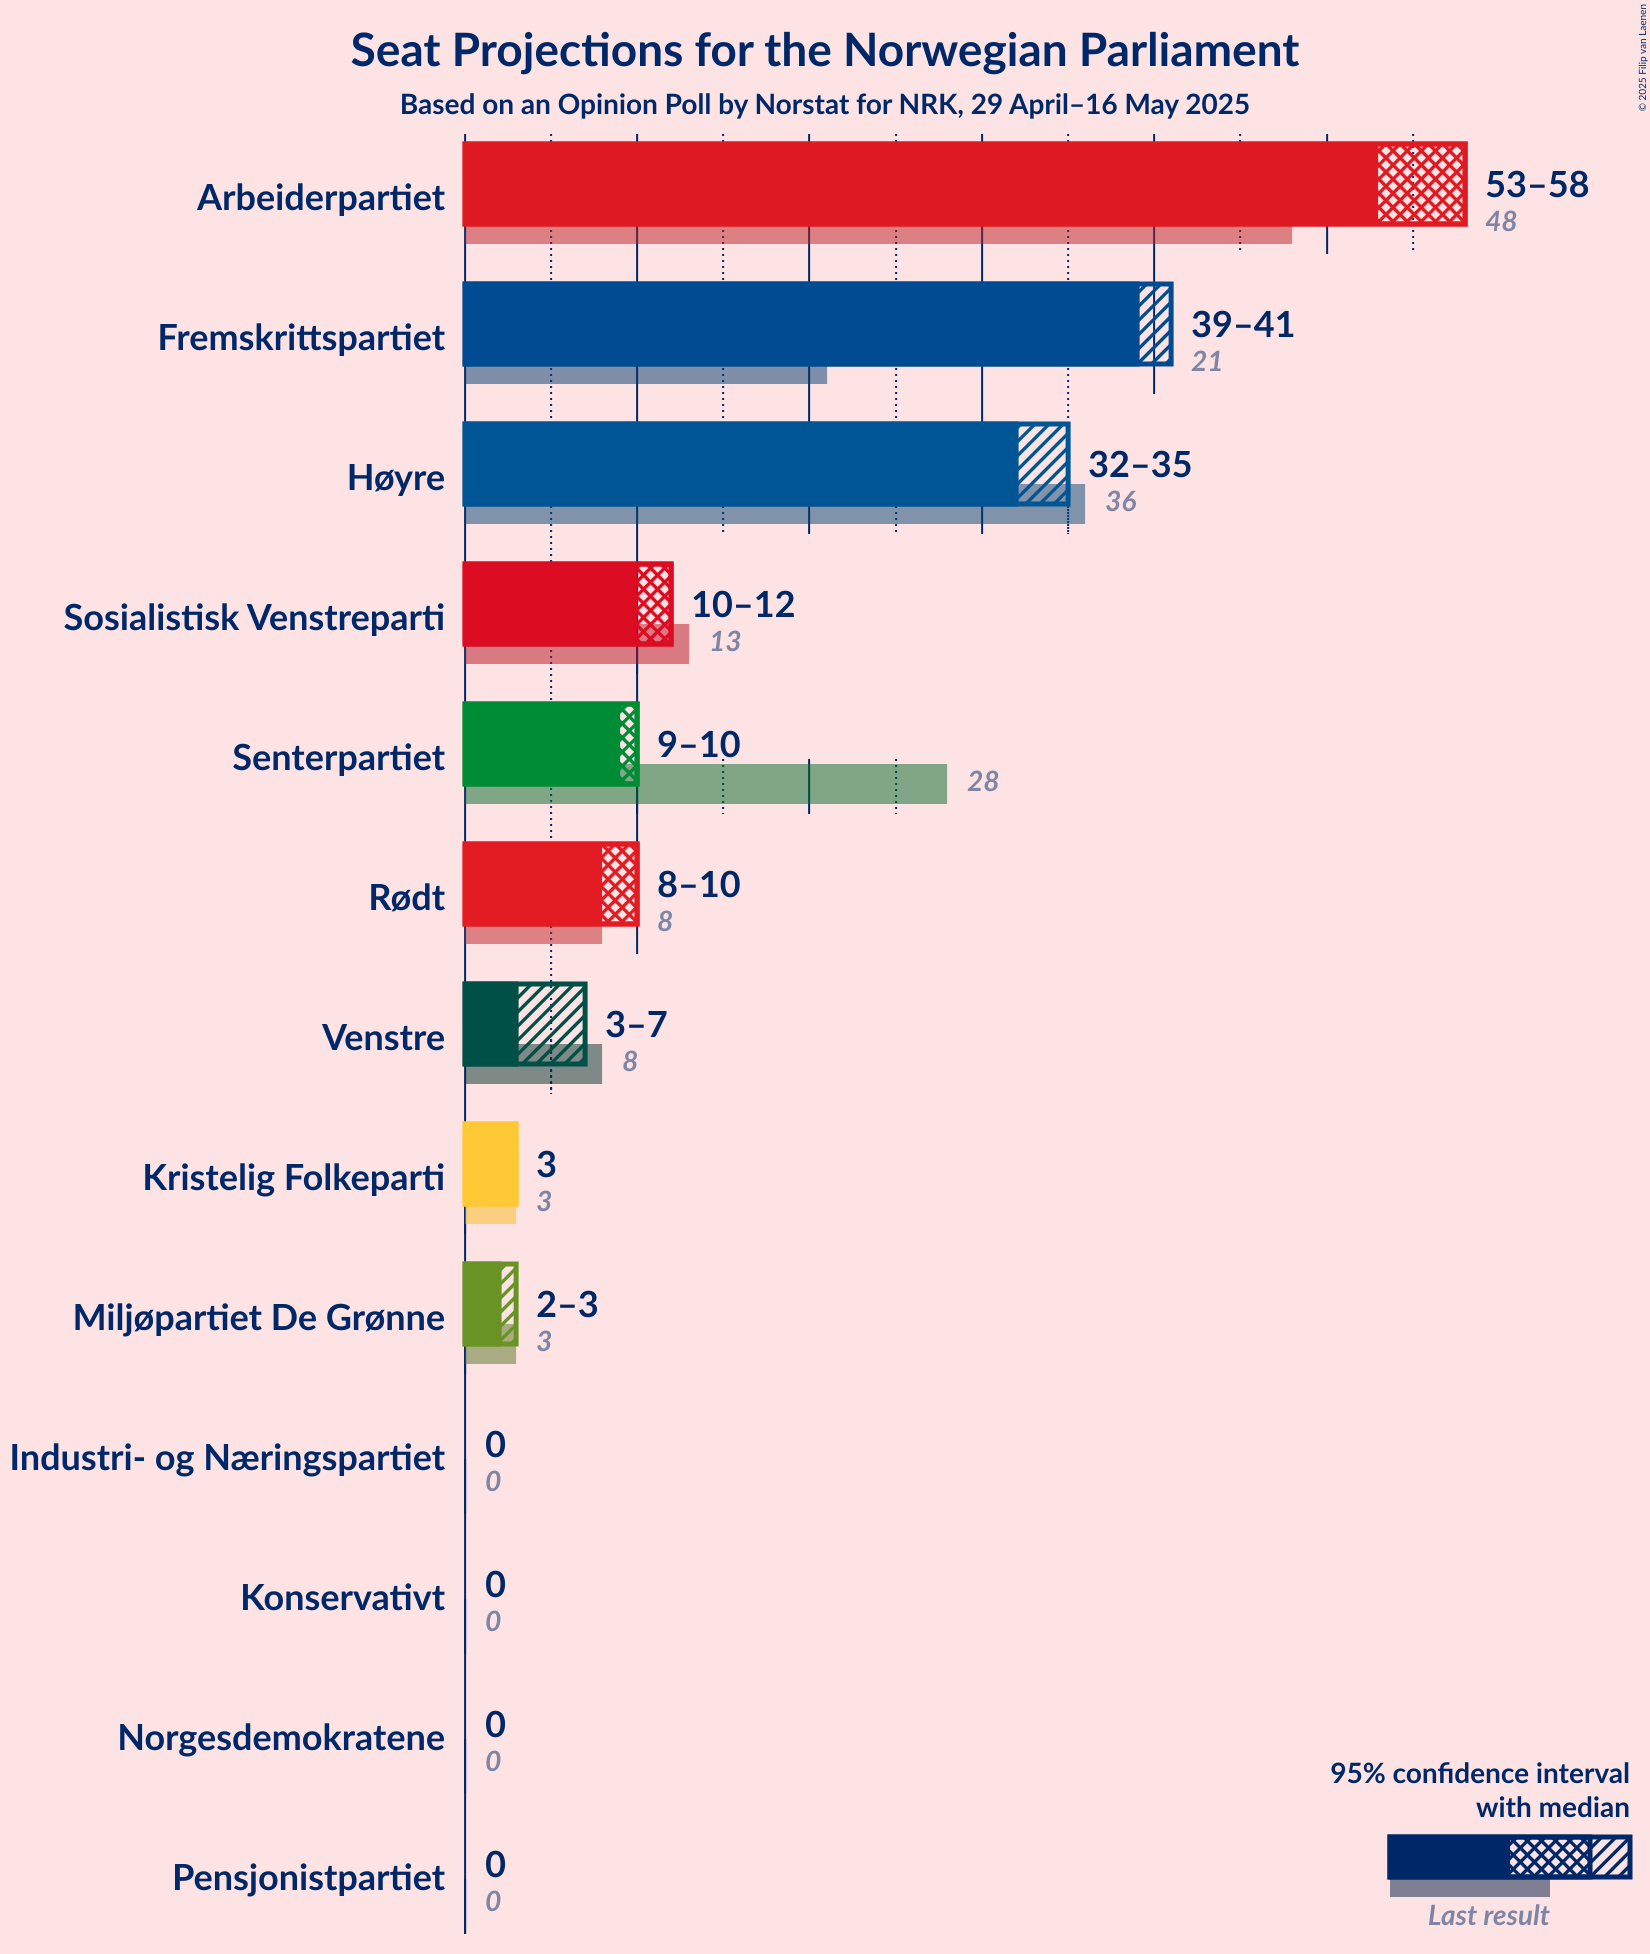 Seat Projections for the Norwegian Parliament
Based on an Opinion Poll by Norstat for NRK, 29 April–16 May 2025
© 2025 Filip van Laenen
Arbeiderpartiet
53–58
48
Fremskrittspartiet
39–41
21
Høyre
32–35
36
Sosialistisk Venstreparti
10–12
13
Senterpartiet
9–10
28
Rødt
8–10
8
Venstre
3–7
8
Kristelig Folkeparti
3
3
Miljøpartiet De Grønne
2–3
3
Industri- og Næringspartiet
0
0
Konservativt
0
0
Norgesdemokratene
0
0
Pensjonistpartiet
0
0
95% confidence interval
with median
Last result